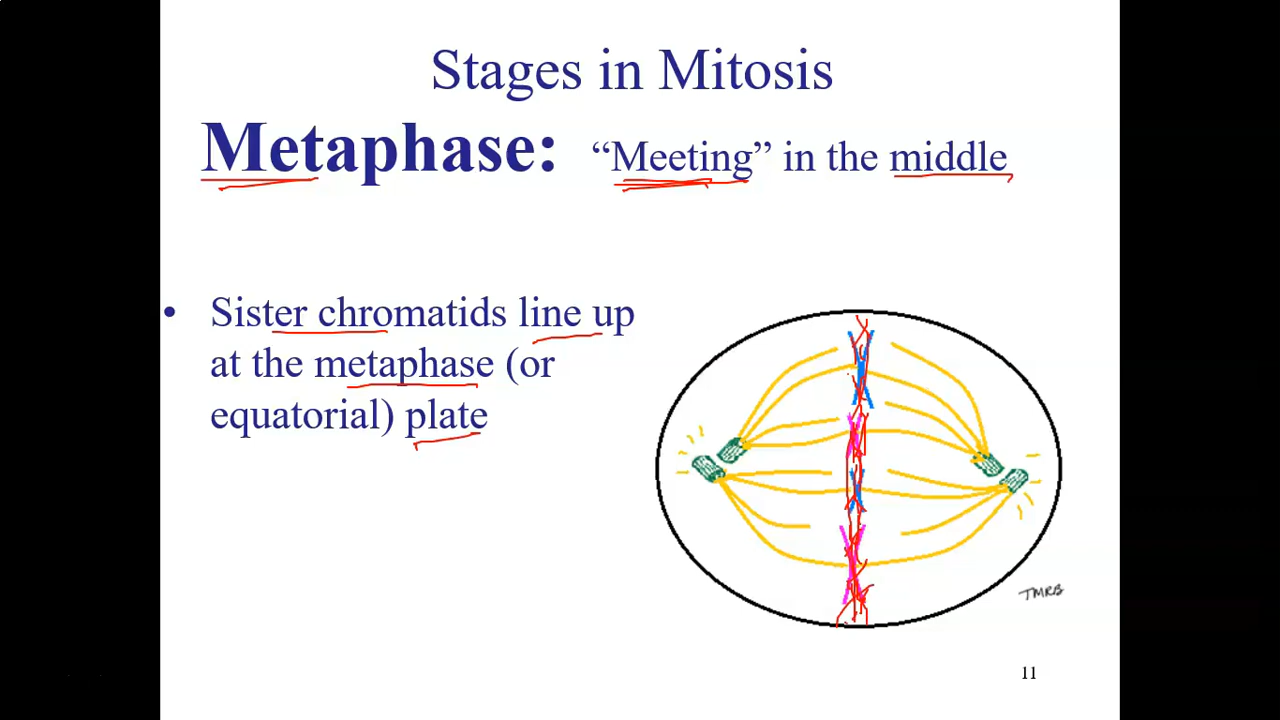 Stages in Mitosis
Metaphase: “Meeting” in the middle
• Sister chromatids line up
at the metaphase (or
equatorial) plate
TMRB
11